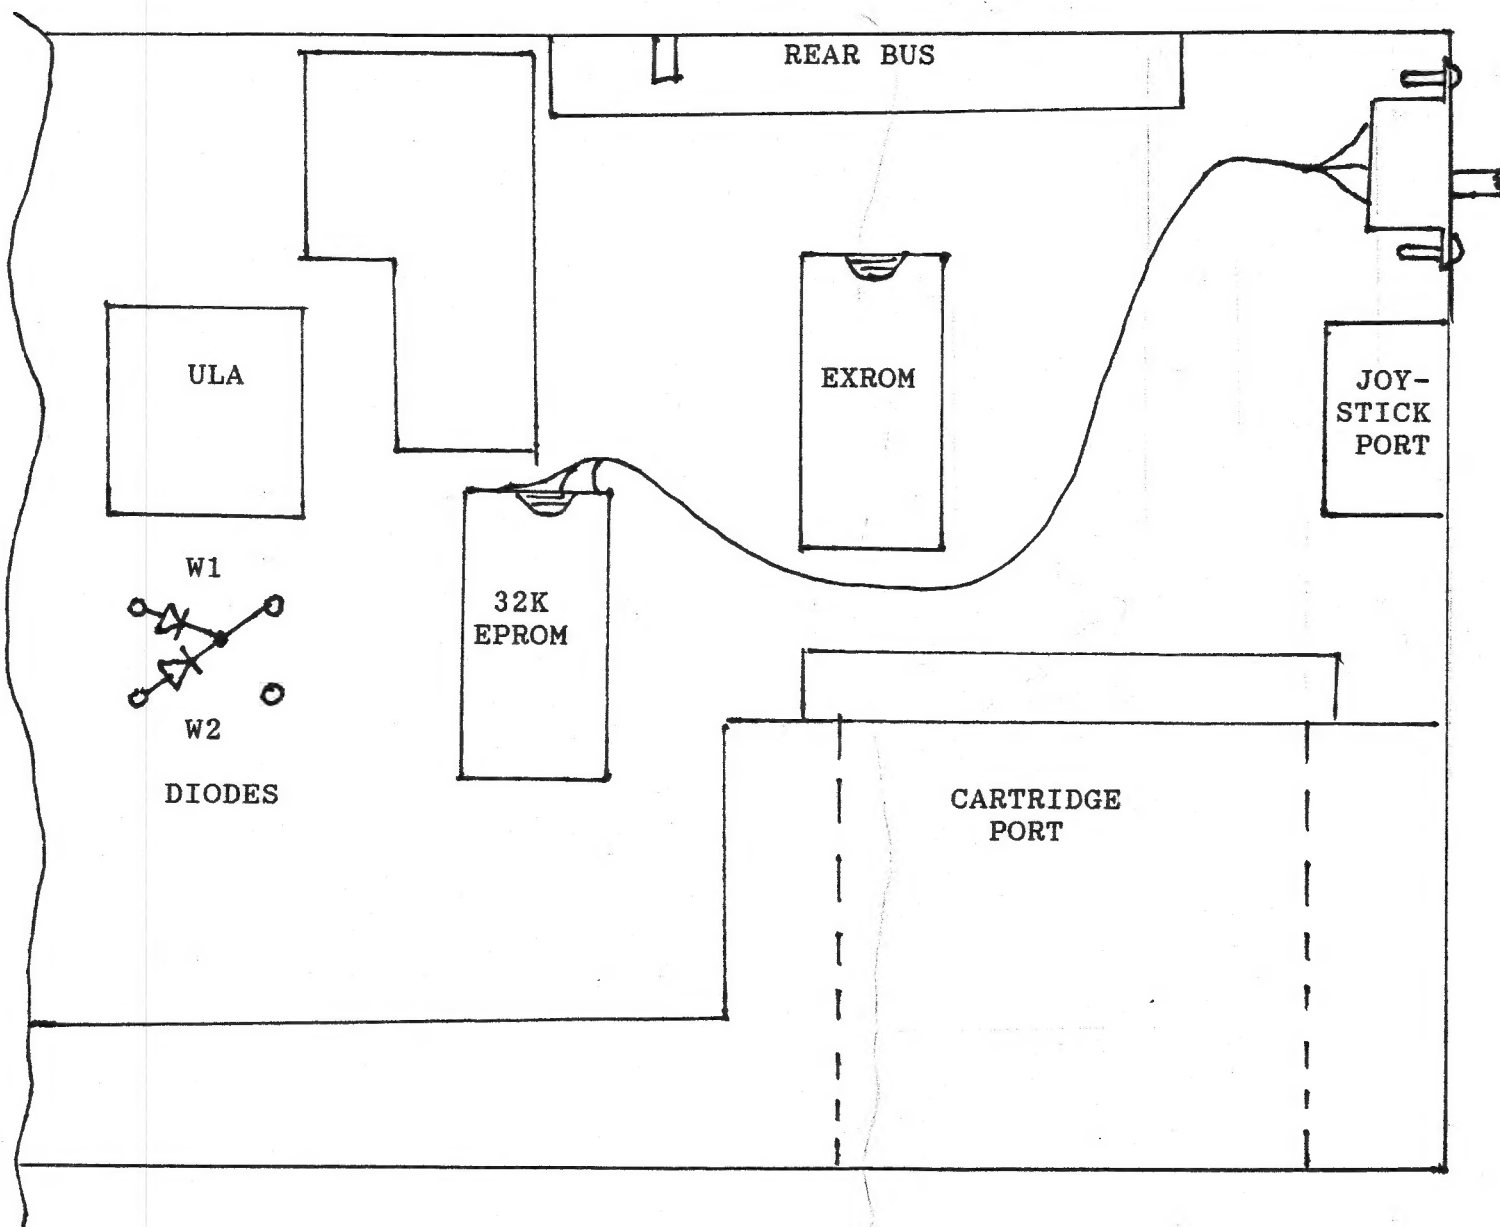 REAR BUS
ULA
EXROM
JOY-
STICK
PORT
W1
32K
EPROM
W2
DIODES
CARTRIDGE
PORT